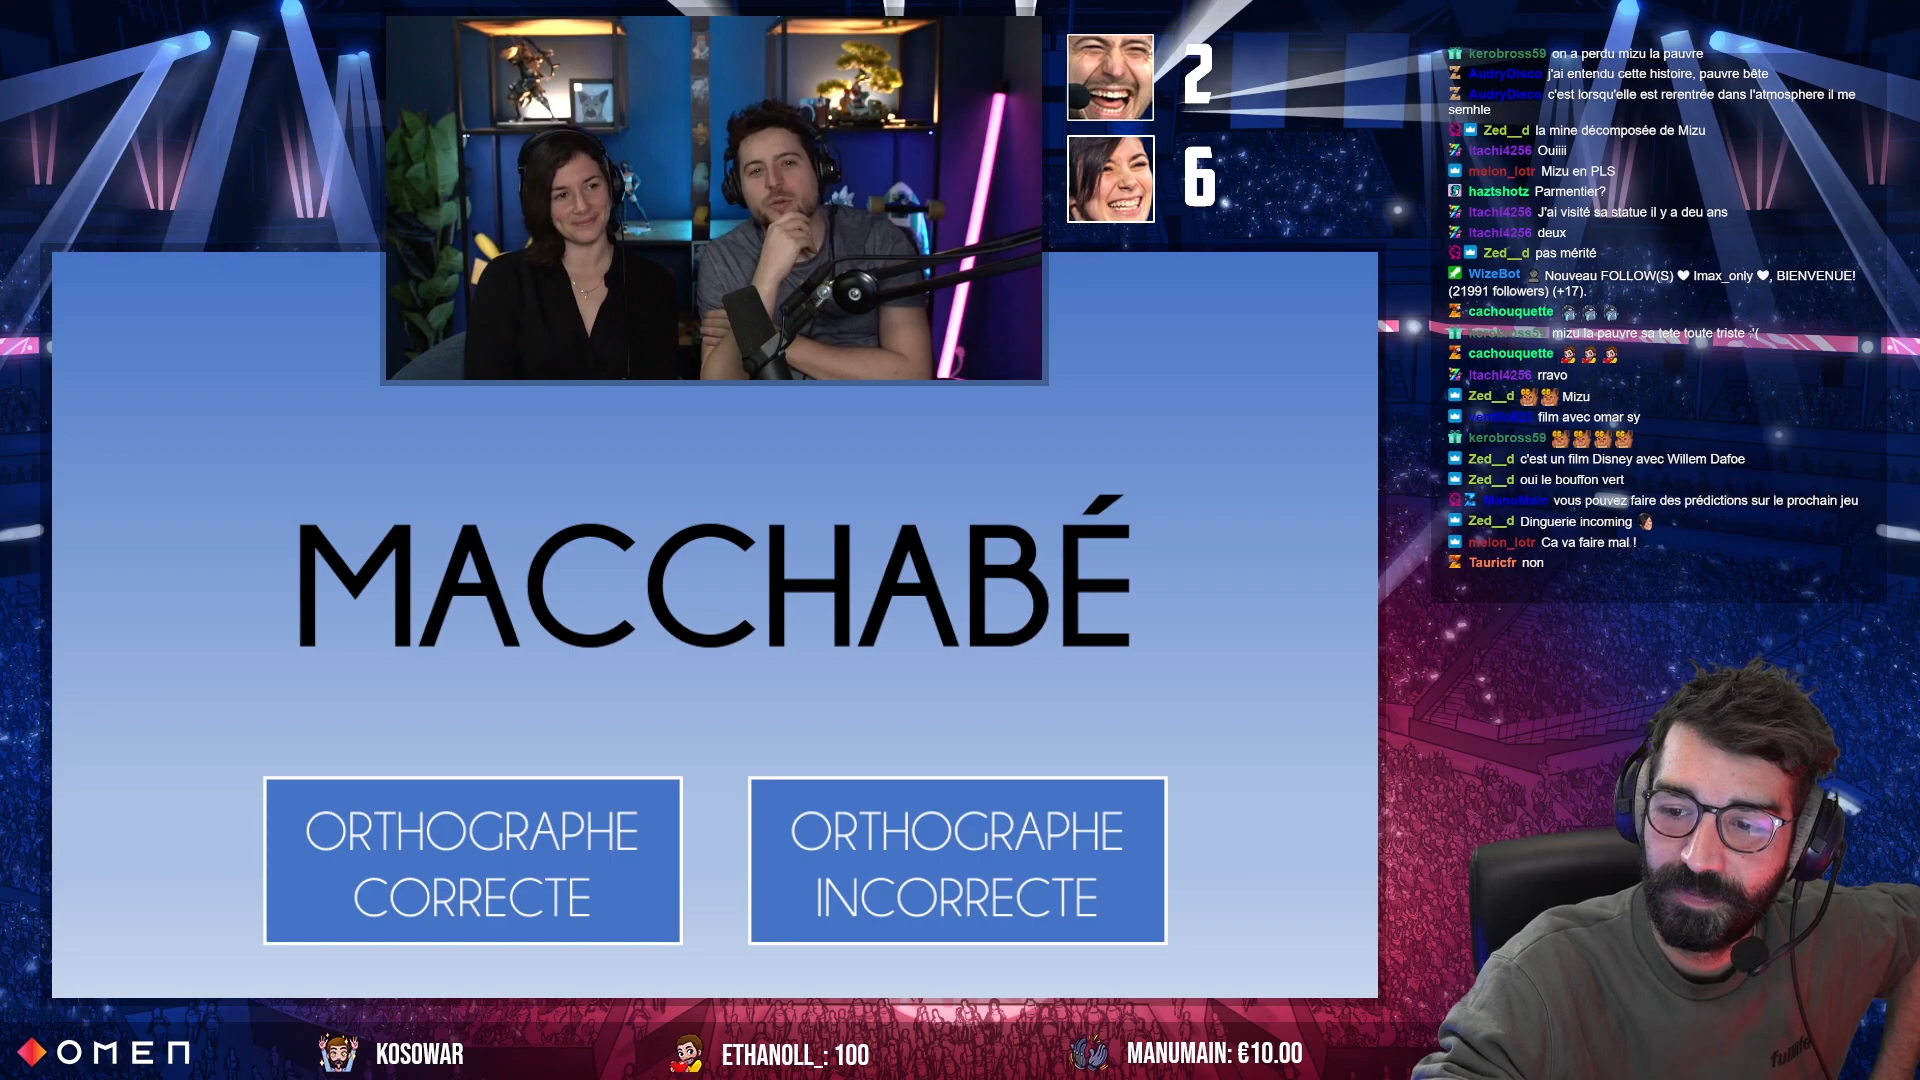 2
6
MACCHABÉ
ORTHOGRAPHE
CORRECTE
ORTHOGRAPHE
INCORRECTE
kerobross59 on a perdu mizu la pauvre
AudryDisco j'ai entendu cette histoire, pauvre bête
AudryDisco c'est lorsqu'elle est rerentrée dans l'atmosphere il me
semhle
Zed__d la mine décomposée de Mizu
Itachi4256 Ouiiii
melon_lotr Mizu en PLS
haztshotz Parmentier?
Itachi4256 J'ai visité sa statue il y a deu ans
Itachi4256 deux
Zed__d pas mérité
WizeBot Nouveau FOLLOW(S) ♥ Imax_only ♥, BIENVENUE!
(21991 followers) (+17).
cachouquette
kerobross59 mizu la pauvre sa tete toute triste :'(
cachouquette
Itachi4256 rravo
Zed__d Mizu
film avec omar sy
kerobross59
Zed__d c'est un film Disney avec Willem Dafoe
Zed__d oui le bouffon vert
ManuMain vous pouvez faire des prédictions sur le prochain jeu
Zed__d Dinguerie incoming
melon_lotr Ca va faire mal !
Tauricfr non
OMEN
KOSOWAR
ETHANOLL_: 100
MANUMAIN: €10.00